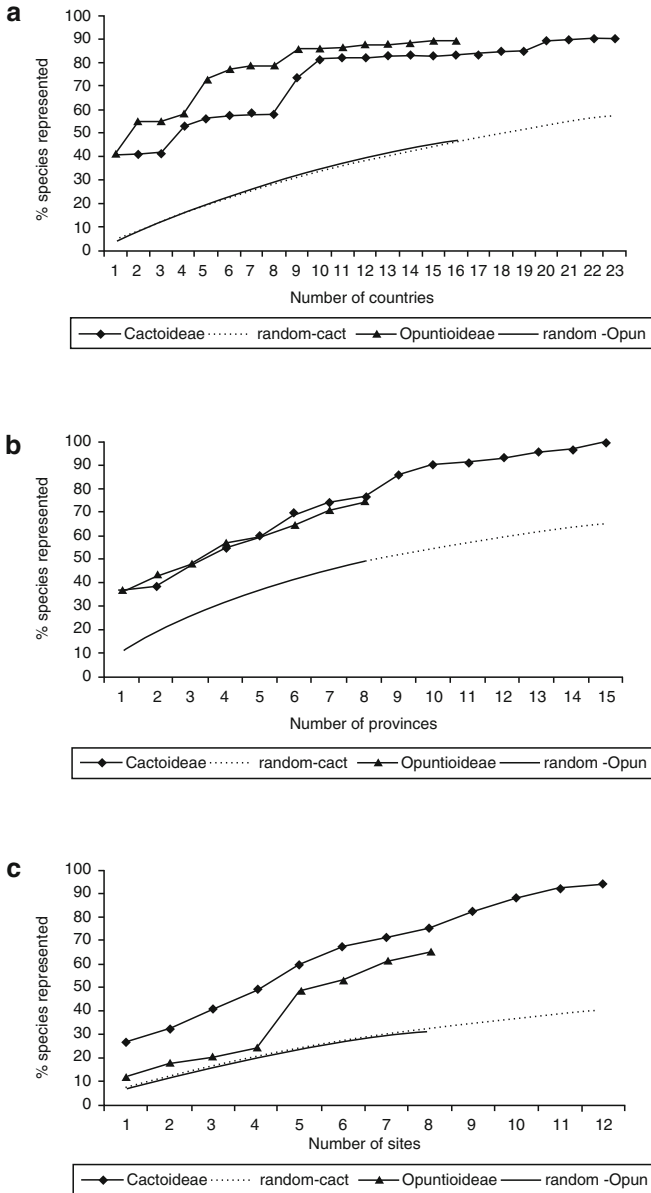 a
100
90
80
70
60
50
40
30
20
10
0
% species represented
1 2 3 4 5 6 7 8 9 10 11 12 13 14 15 16 17 18 19 20 21 22 23
Number of countries
Cactoideae random-cact Opuntioideae random -Opun
b
100
90
80
70
60
50
40
30
20
10
0
% species represented
1 2 3 4 5 6 7 8 9 10 11 12 13 14 15
Number of provinces
Cactoideae random-cact Opuntioideae random -Opun
c
100
90
80
70
60
50
40
30
20
10
0
% species represented
1 2 3 4 5 6 7 8 9 10 11 12
Number of sites
Cactoideae random-cact Opuntioideae random -Opun